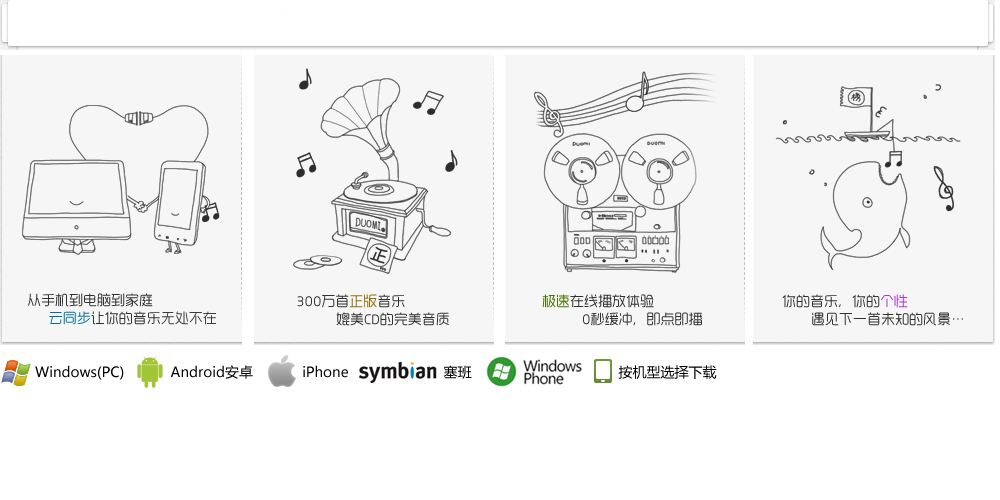 榜
DUOMI
正
DUOMI
DUOMI
从手机到电脑到家庭
云同步让你的音乐无处不在
300万首正版音乐
媲美CD的完美音质
极速在线播放体验
0秒缓冲，即点即播
你的音乐，你的个性
遇见下一首未知的风景…
Windows(PC)
Android安卓
iPhone
symbian 塞班
Windows Phone
按机型选择下载